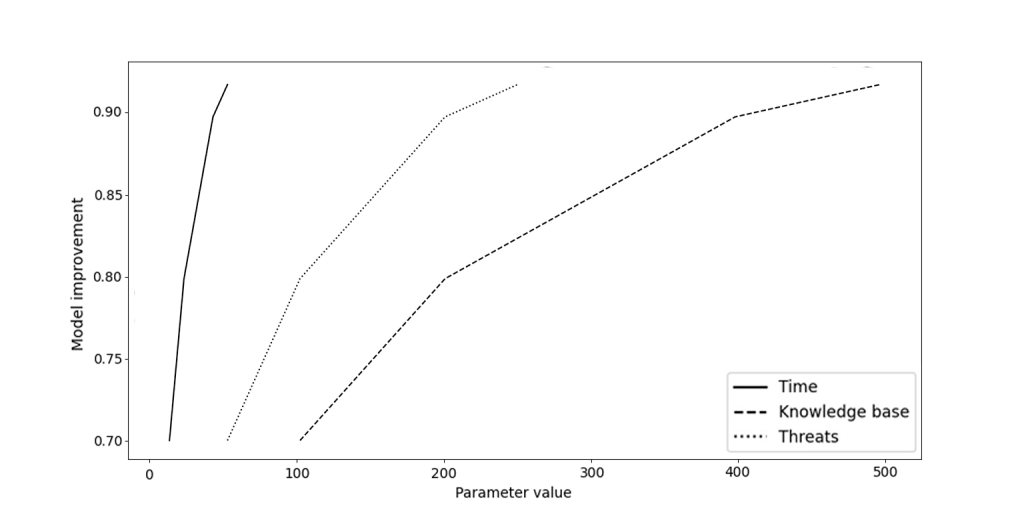 0.90
0.85
0.80
0.75
0.70
Model improvement
0
100
200
300
400
500
Parameter value
Time
Knowledge base
Threats